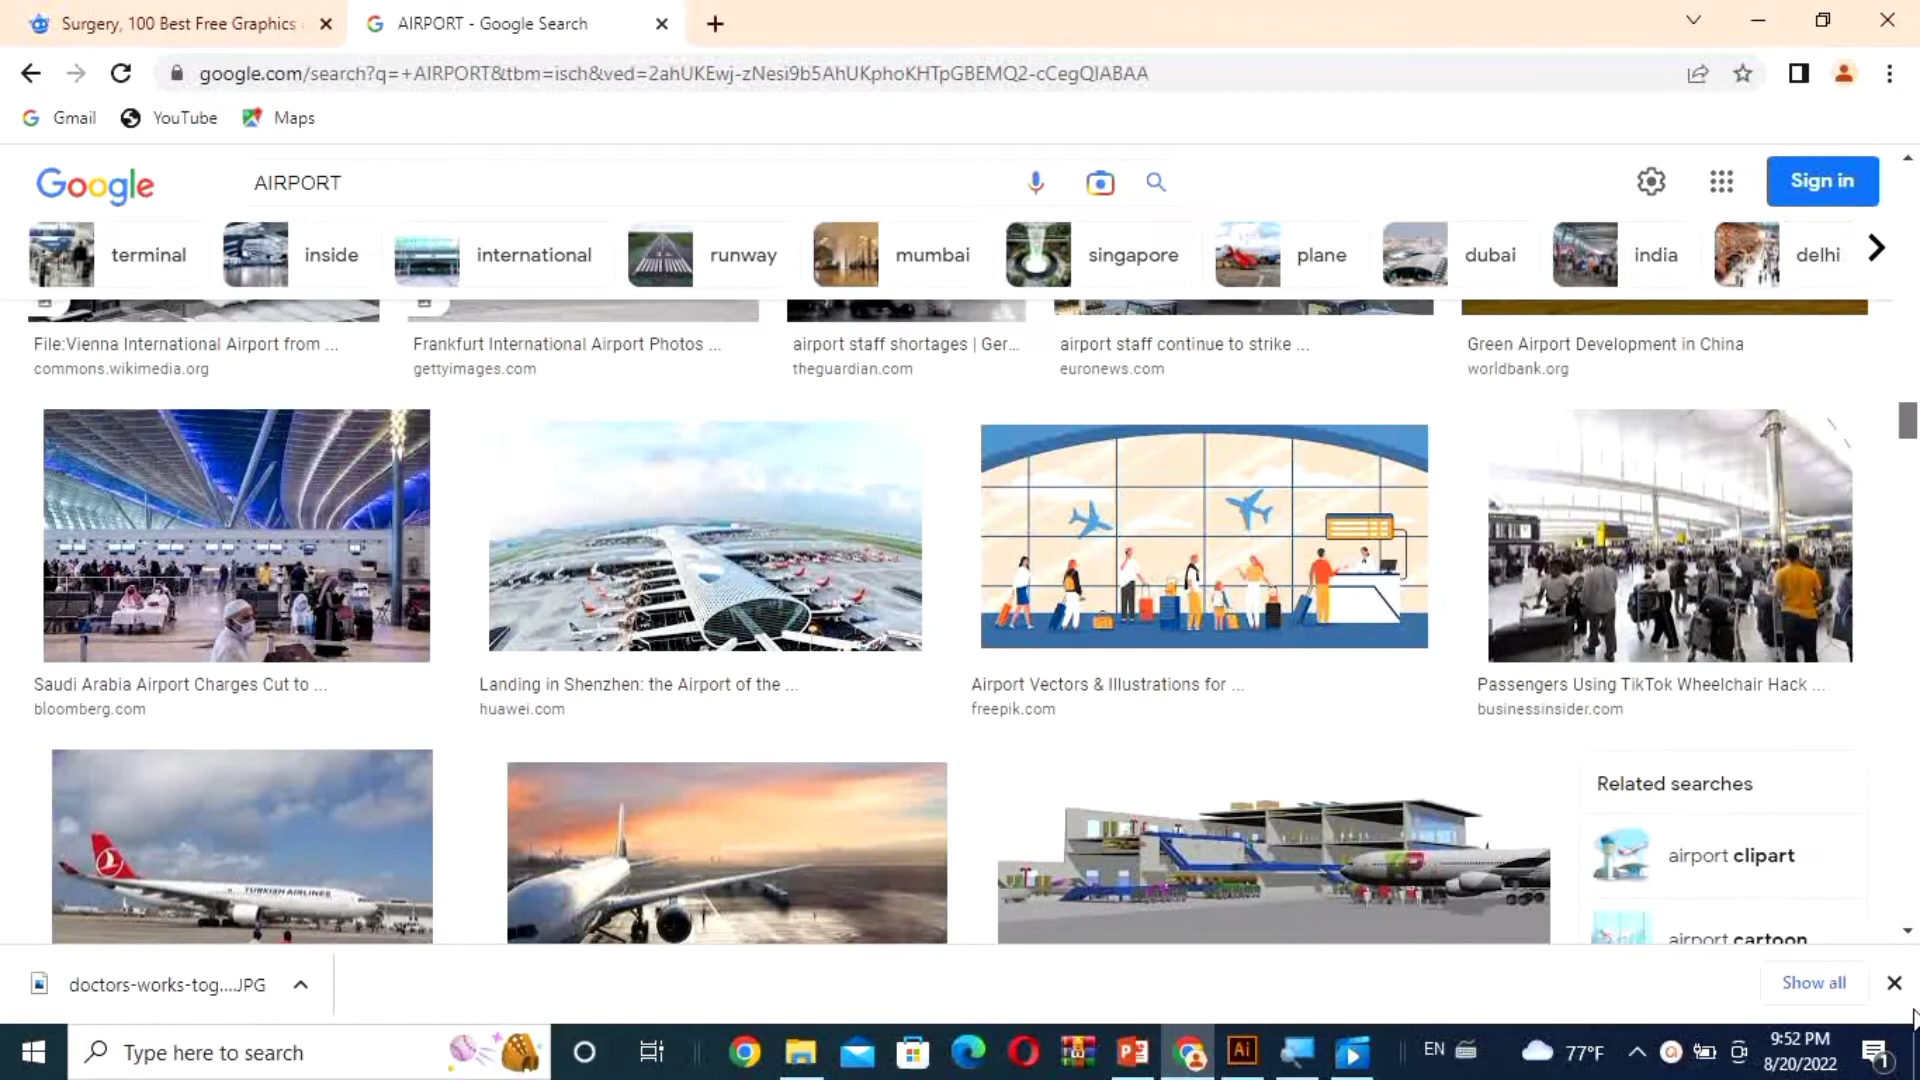 Surgery, 100 Best Free Graphics
AIRPORT - Google Search
google.com/search?q=+AIRPORT&tbm=isch&ved=2ahUKEwj-zNesi9b5AhUKphoKHTpGBEMQ2-cCegQIABAA
Gmail YouTube Maps
Google AIRPORT Sign in
terminal inside international runway mumbai singapore plane dubai india delhi
File:Vienna International Airport from ...
commons.wikimedia.org
Frankfurt International Airport Photos ...
gettyimages.com
airport staff shortages | Ger...
theguardian.com
airport staff continue to strike ...
euronews.com
Green Airport Development in China
worldbank.org
Saudi Arabia Airport Charges Cut to ...
bloomberg.com
Landing in Shenzhen: the Airport of the ...
huawei.com
Airport Vectors & Illustrations for ...
freepik.com
Passengers Using TikTok Wheelchair Hack ...
businessinsider.com
TURKISH AIRLINES
Related searches
airport clipart
airport cartoon
doctors-works-tog....JPG
Show all
Type here to search
Ai
EN
77°F
9:52 PM
8/20/2022
1